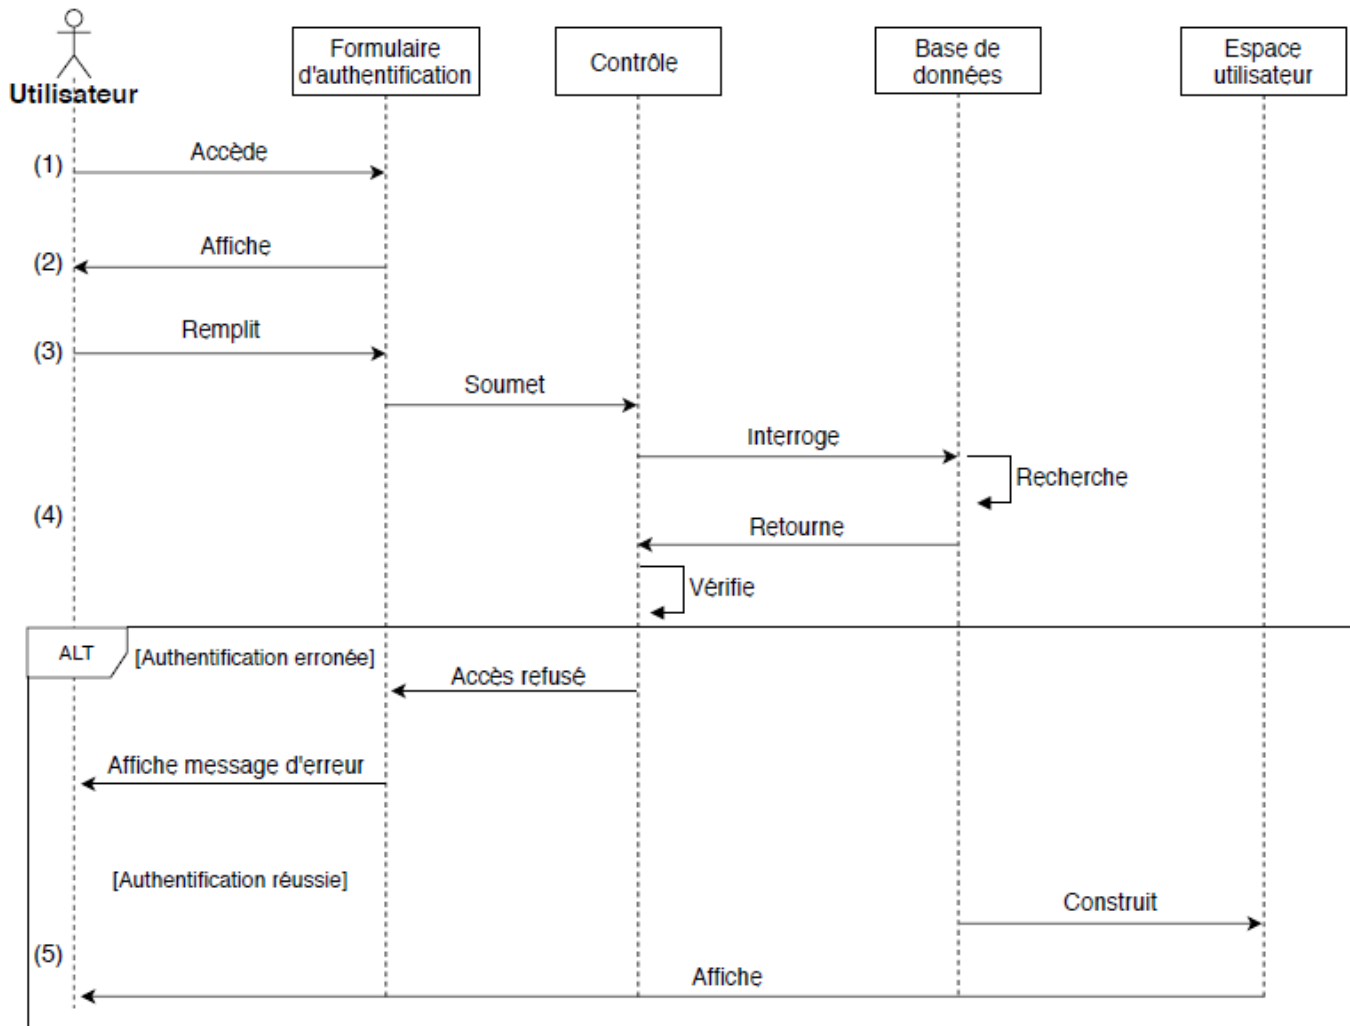 Utilisateur
Formulaire
d'authentification
Contrôle
Base de
données
Espace
utilisateur
(1)
Accède
(2)
Affiche
(3)
Remplit
Soumet
Interroge
Recherche
(4)
Retourne
Vérifie
ALT
[Authentification erronée]
Accès refusé
Affiche message d'erreur
[Authentification réussie]
Construit
(5)
Affiche